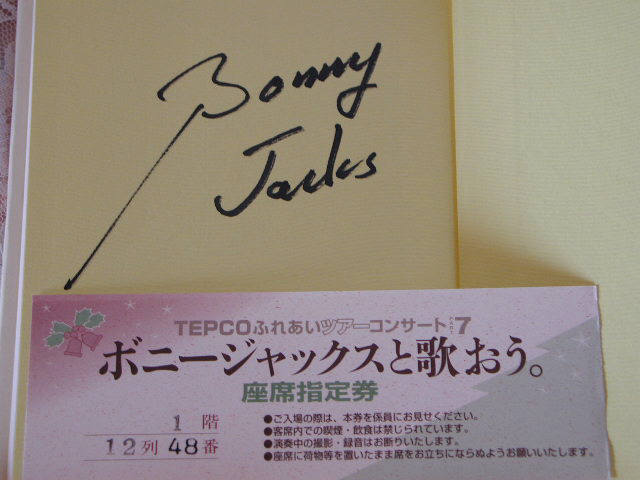 Bonny
Jacks
TEPCOふれあいツアーコンサートPART7
ボニージャックスと歌おう。
座席指定券
1階
12列48番
●ご入場の際は、本券を係員にお見せください。
●客席内での喫煙・飲食は禁じられています。
●演奏中の撮影・録音はお断りいたします。
●座席に荷物等を置いたまま席をお立ちにならぬようお願いいたします。